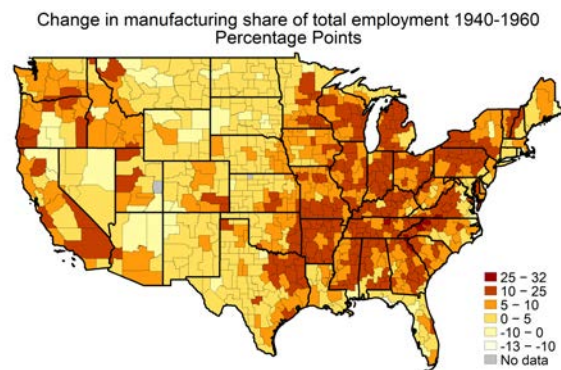 Change in manufacturing share of total employment 1940-1960
Percentage Points
25 – 32
10 – 25
5 – 10
0 – 5
-10 – 0
-13 – -10
No data